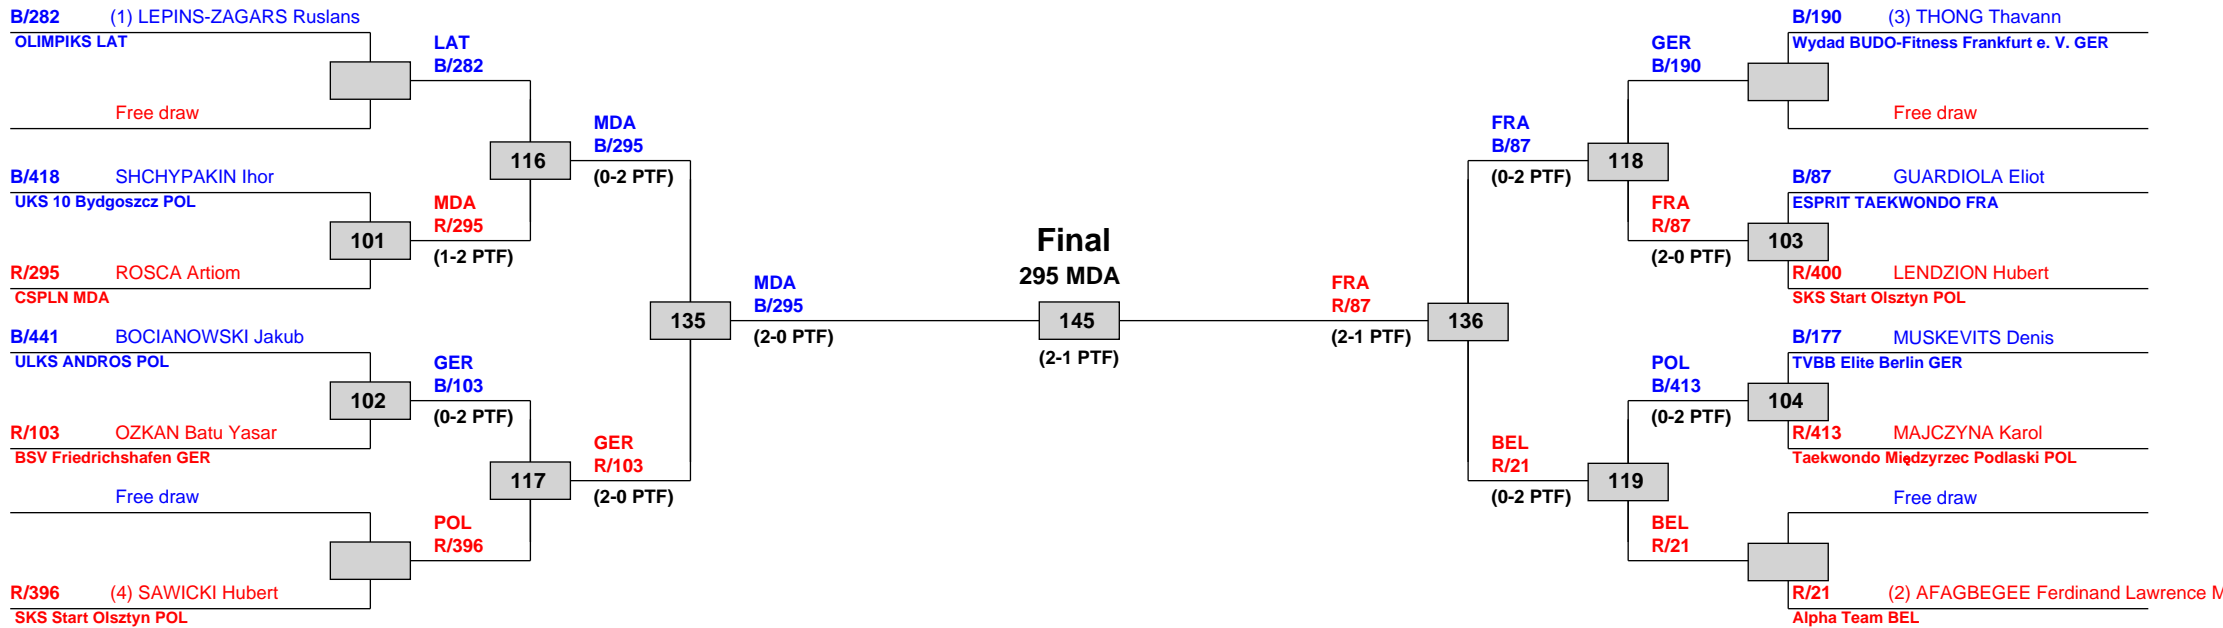 B/282 (1) LEPINS-ZAGARS Ruslans
OLIMPIKS LAT
Free draw
B/418 SHCHYPAKIN Ihor
UKS 10 Bydgoszcz POL
101
R/295 ROSCA Artiom
CSPLN MDA
B/441 BOCIANOWSKI Jakub
ULKS ANDROS POL
102
R/103 OZKAN Batu Yasar
BSV Friedrichshafen GER
Free draw
R/396 (4) SAWICKI Hubert
SKS Start Olsztyn POL
LAT
B/282
116
MDA
R/295
(1-2 PTF)
GER
B/103
(0-2 PTF)
117
POL
R/396
MDA
B/295
(0-2 PTF)
135
GER
R/103
(2-0 PTF)
MDA
B/295
(2-0 PTF)
Final
295 MDA
145
(2-1 PTF)
FRA
R/87
(2-1 PTF)
FRA
B/87
(0-2 PTF)
136
BEL
R/21
(0-2 PTF)
GER
B/190
118
FRA
R/87
(2-0 PTF)
POL
B/413
(0-2 PTF)
119
BEL
R/21
B/190 (3) THONG Thavann
Wydad BUDO-Fitness Frankfurt e. V. GER
Free draw
B/87 GUARDIOLA Eliot
ESPRIT TAEKWONDO FRA
103
R/400 LENDZION Hubert
SKS Start Olsztyn POL
B/177 MUSKEVITS Denis
TVBB Elite Berlin GER
104
R/413 MAJCZYNA Karol
Taekwondo Międzyrzec Podlaski POL
Free draw
R/21 (2) AFAGBEGEE Ferdinand Lawrence M
Alpha Team BEL